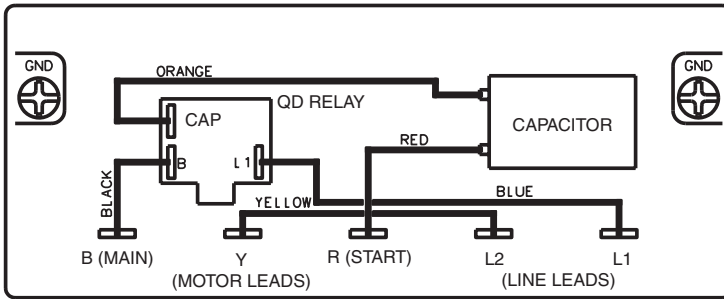 GND
ORANGE
GND
QD RELAY
CAP
CAPACITOR
RED
B
L1
BLACK
BLUE
YELLOW
B (MAIN)
Y
R (START)
L2
L1
(MOTOR LEADS)
(LINE LEADS)